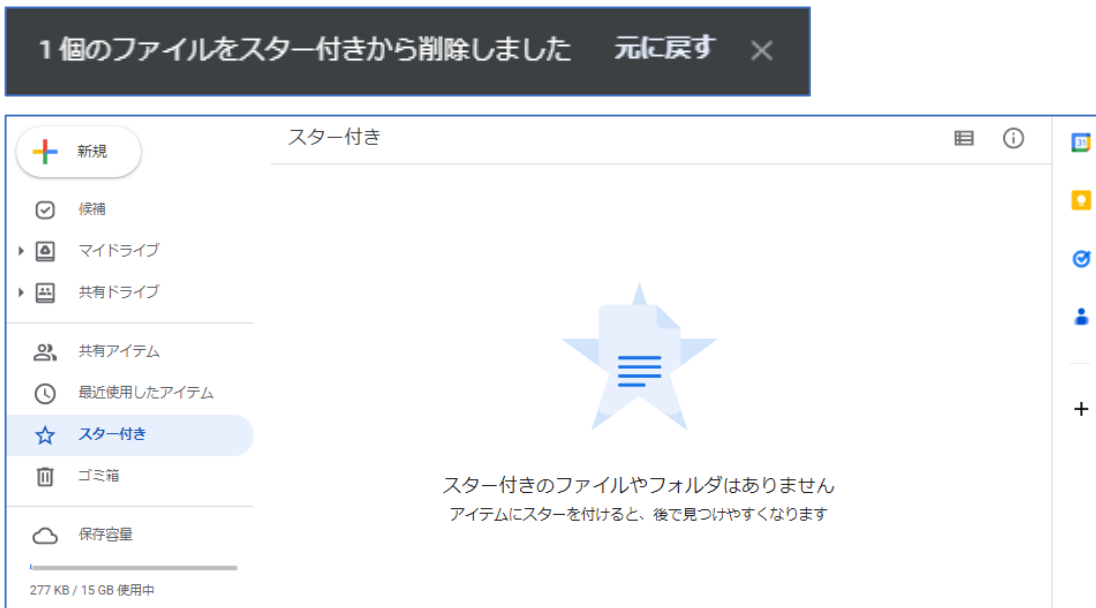 1個のファイルをスター付きから削除しました 元に戻す ×
新規
候補
マイドライブ
共有ドライブ
共有アイテム
最近使用したアイテム
スター付き
ゴミ箱
保存容量
277 KB / 15 GB 使用中
スター付き
スター付きのファイルやフォルダはありません
アイテムにスターを付けると、後で見つけやすくなります
31